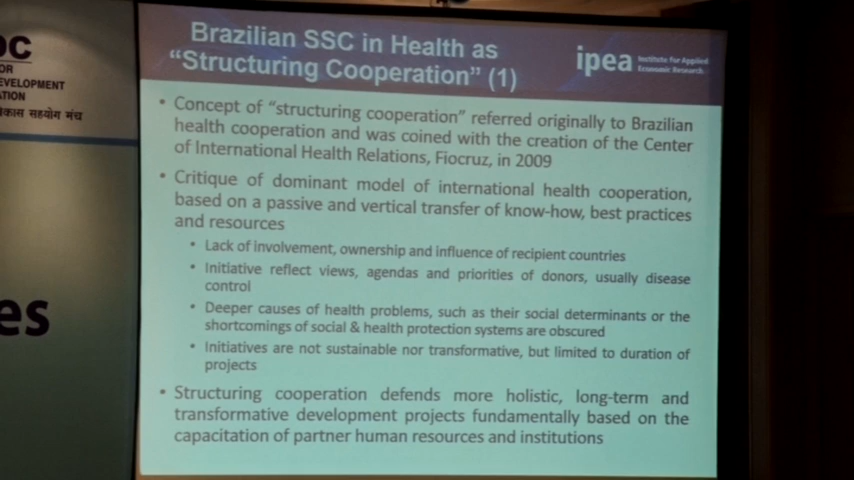 Brazilian SSC in Health as
"Structuring Cooperation" (1)
ipea Institute for Applied
Economic Research
• Concept of "structuring cooperation" referred originally to Brazilian
health cooperation and was coined with the creation of the Center
of International Health Relations, Fiocruz, in 2009
• Critique of dominant model of international health cooperation,
based on a passive and vertical transfer of know-how, best practices
and resources
• Lack of involvement, ownership and influence of recipient countries
• Initiative reflect views, agendas and priorities of donors, usually disease
control
• Deeper causes of health problems, such as their social determinants or the
shortcomings of social & health protection systems are obscured
• Initiatives are not sustainable nor transformative, but limited to duration of
projects
• Structuring cooperation defends more holistic, long-term and
transformative development projects fundamentally based on the
capacitation of partner human resources and institutions
DC
OR
EVELOPMENT
ATION
कास सहयोग मंच
es